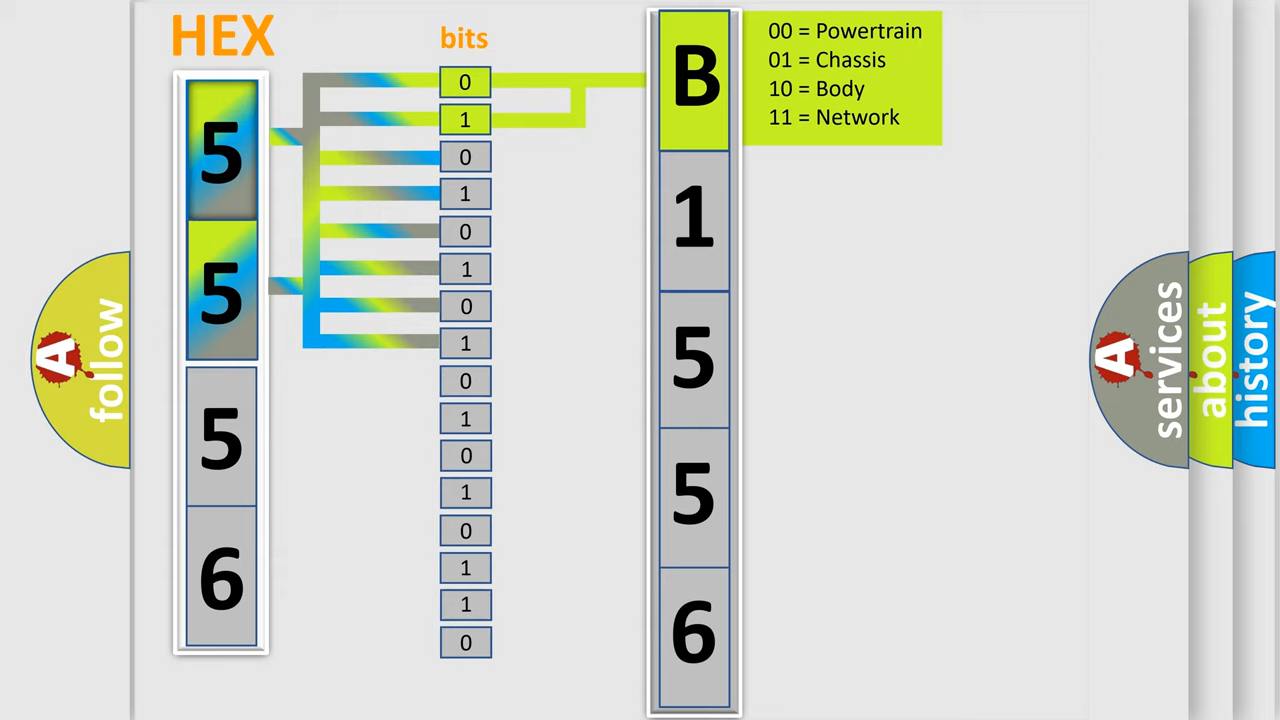 HEX
bits
5
5
5
6
0
1
0
1
0
1
0
1
0
1
0
1
0
1
1
0
B
1
5
5
6
00 = Powertrain
01 = Chassis
10 = Body
11 = Network
A
follow
A
services
about
history